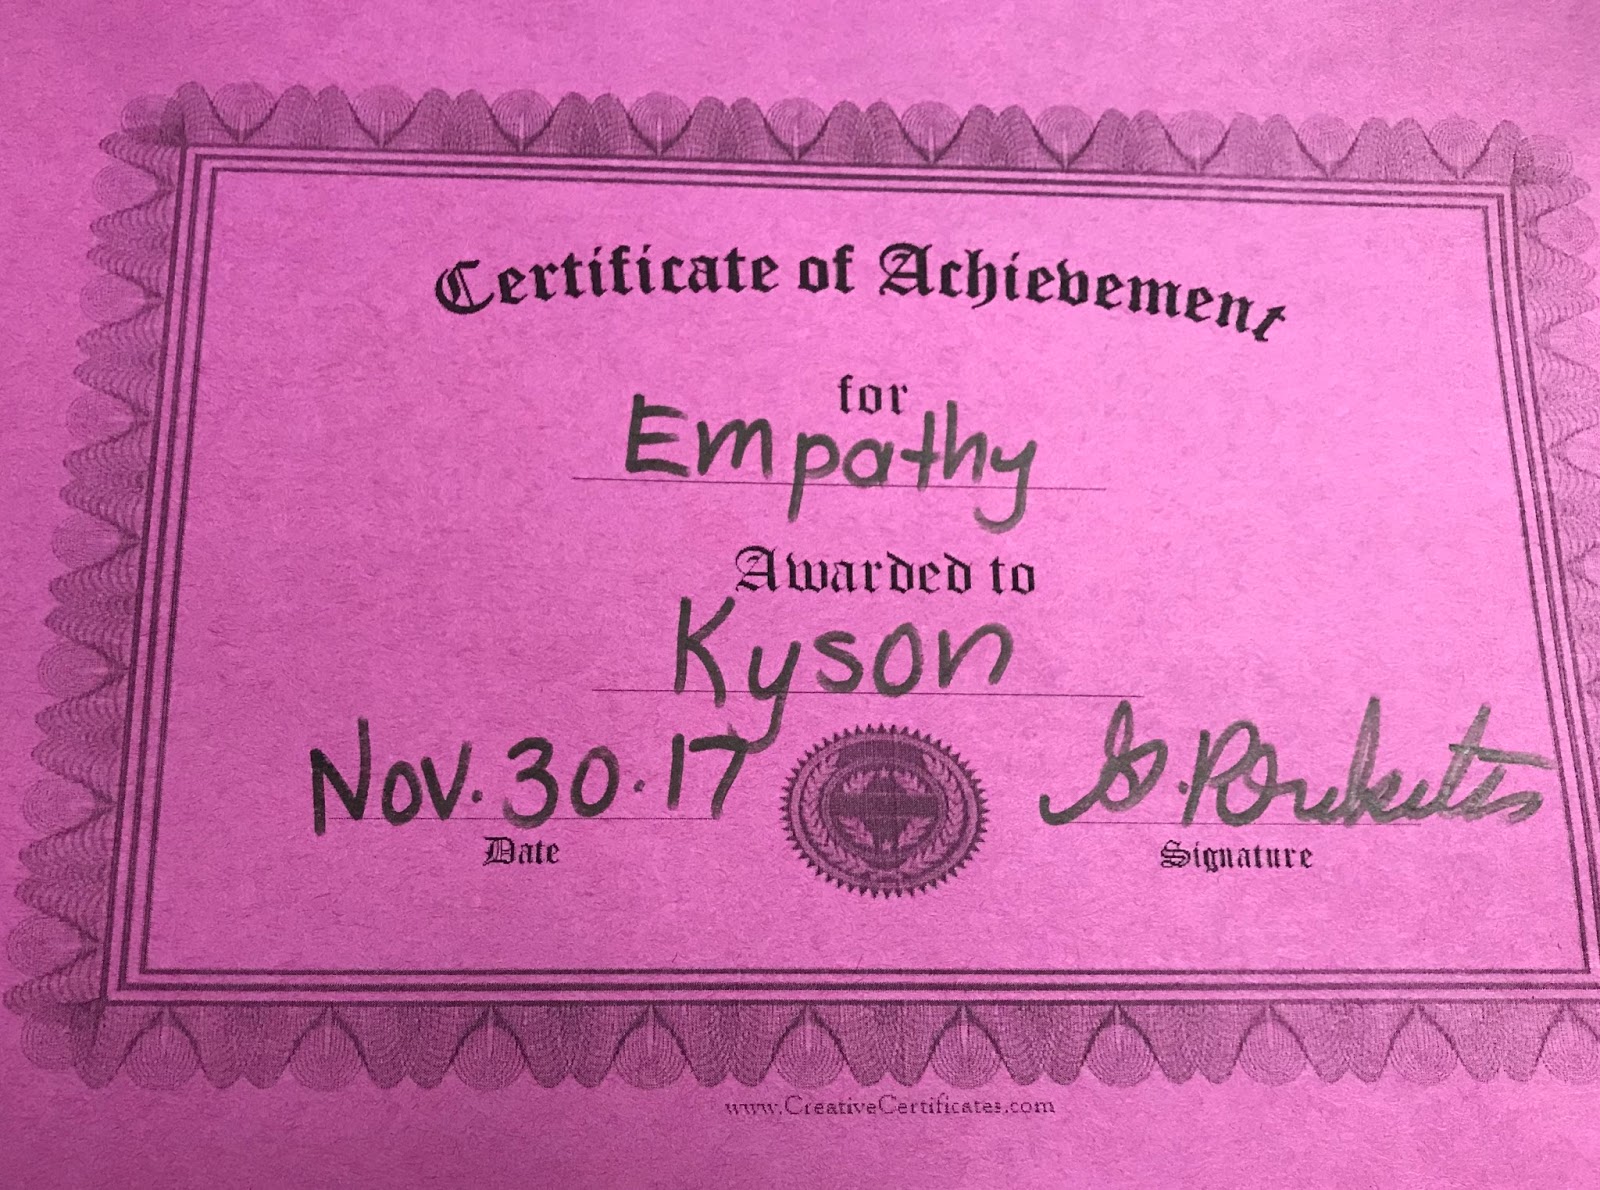 Certificate of Achievement
for
Empathy
Awarded to
Kyson
Nov. 30. 17
Date
Signature
www.CreativeCertificates.com